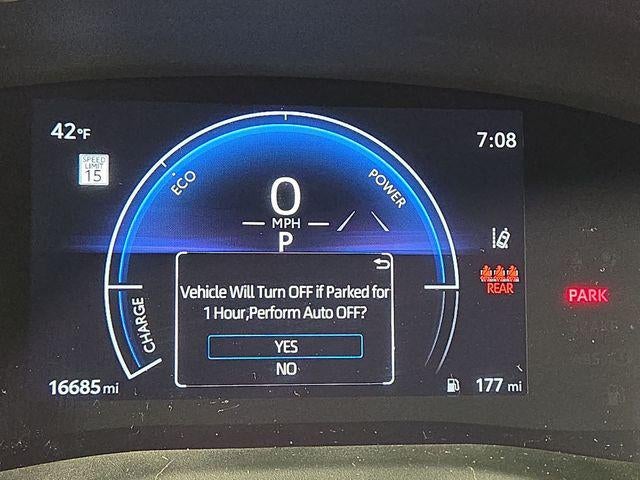 42°F
7:08
SPEED
LIMIT
15
ECO
POWER
0
MPH
P
REAR
PARK
Vehicle Will Turn OFF if Parked for
1 Hour,Perform Auto OFF?
YES
NO
CHARGE
16685 mi
177 mi